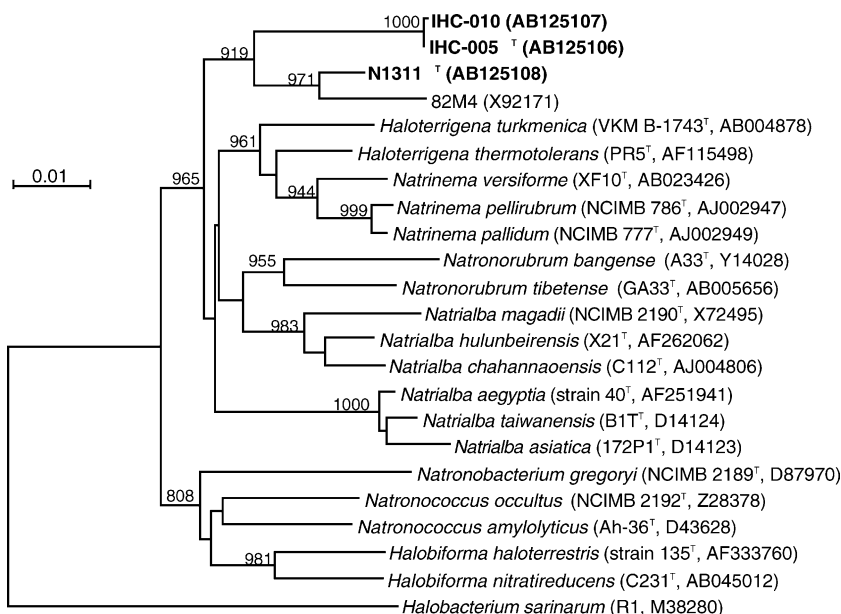 1000 IHC-010 (AB125107)
IHC-005 T (AB125106)
919
971 N1311 T (AB125108)
82M4 (X92171)
Haloterrigena turkmenica (VKM B-1743T, AB004878)
961
Haloterrigena thermotolerans (PR5T, AF115498)
0.01
965
Natrinema versiforme (XF10T, AB023426)
944
999 Natrinema pellirubrum (NCIMB 786T, AJ002947)
Natrinema pallidum (NCIMB 777T, AJ002949)
955 Natronorubrum bangense (A33T, Y14028)
Natronorubrum tibetense (GA33T, AB005656)
Natrialba magadii (NCIMB 2190T, X72495)
983
Natrialba hulunbeirensis (X21T, AF262062)
Natrialba chahannaoensis (C112T, AJ004806)
Natrialba aegyptia (strain 40T, AF251941)
1000
Natrialba taiwanensis (B1TT, D14124)
Natrialba asiatica (172P1T, D14123)
Natronobacterium gregoryi (NCIMB 2189T, D87970)
808
Natronococcus occultus (NCIMB 2192T, Z28378)
Natronococcus amylolyticus (Ah-36T, D43628)
Halobiforma haloterrestris (strain 135T, AF333760)
981
Halobiforma nitratireducens (C231T, AB045012)
Halobacterium sarinarum (R1, M38280)